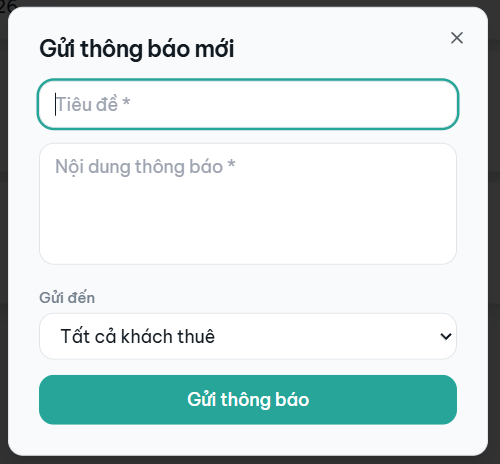 26
Gửi thông báo mới
Tiêu đề *
Nội dung thông báo *
Gửi đến
Tất cả khách thuê
Gửi thông báo